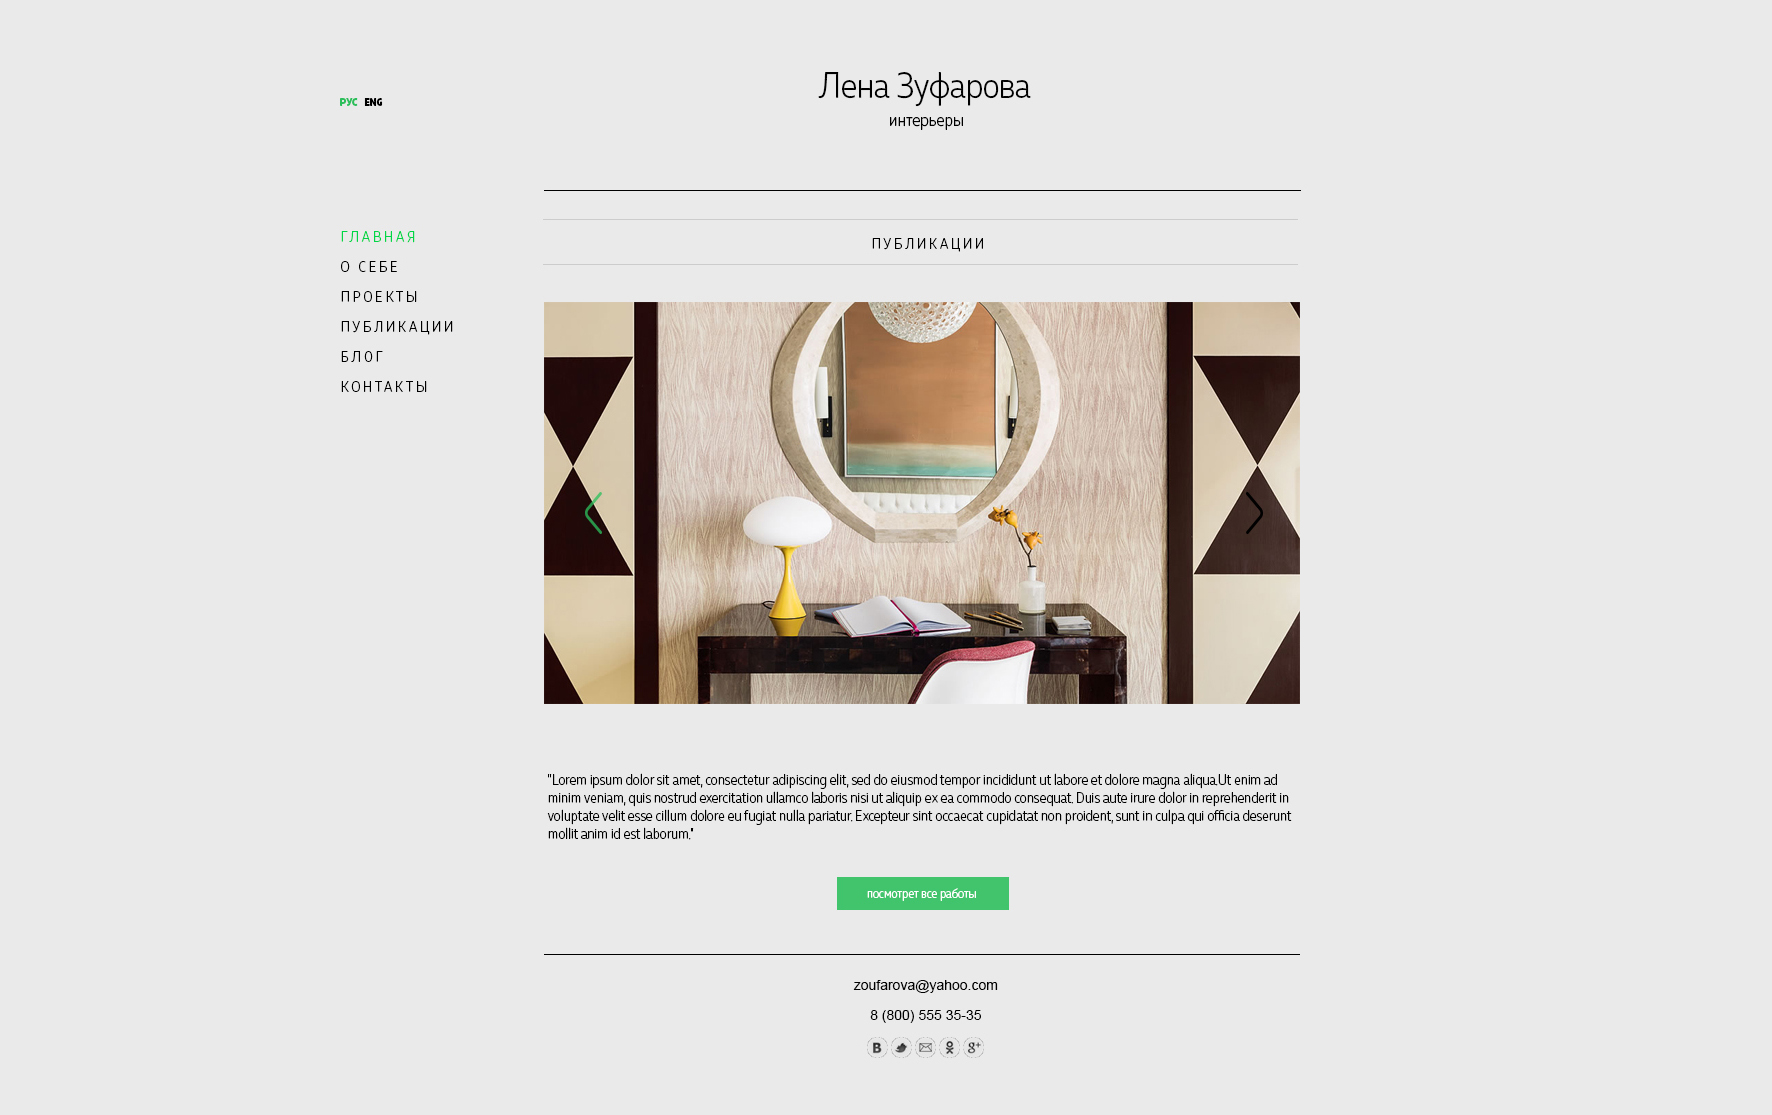 РУС ENG
Лена Зуфарова
интерьеры
ГЛАВНАЯ
О СЕБЕ
ПРОЕКТЫ
ПУБЛИКАЦИИ
БЛОГ
КОНТАКТЫ
ПУБЛИКАЦИИ
"Lorem ipsum dolor sit amet, consectetur adipiscing elit, sed do eiusmod tempor incididunt ut labore et dolore magna aliqua.Ut enim ad
minim veniam, quis nostrud exercitation ullamco laboris nisi ut aliquip ex ea commodo consequat. Duis aute irure dolor in reprehenderit in
voluptate velit esse cillum dolore eu fugiat nulla pariatur. Excepteur sint occaecat cupidatat non proident, sunt in culpa qui officia deserunt
mollit anim id est laborum."
посмотрет все работы
zoufarova@yahoo.com
8 (800) 555 35-35
В g+